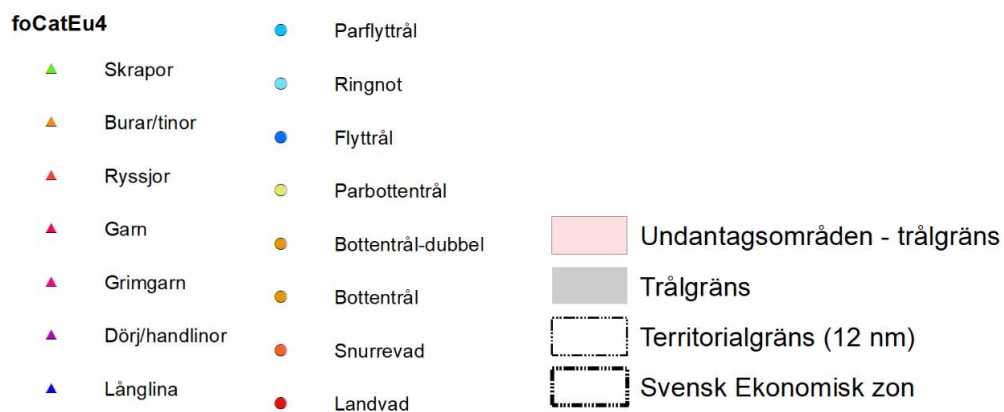 foCatEu4
Skrapor
Burar/tinor
Ryssjor
Garn
Grimgarn
Dörj/handlinor
Långlina
Parflyttrål
Ringnot
Flyttrål
Parbottentrål
Bottentrål-dubbel
Bottentrål
Snurrevad
Landvad
Undantagsområden - trålgräns
Trålgräns
Territorialgräns (12 nm)
Svensk Ekonomisk zon